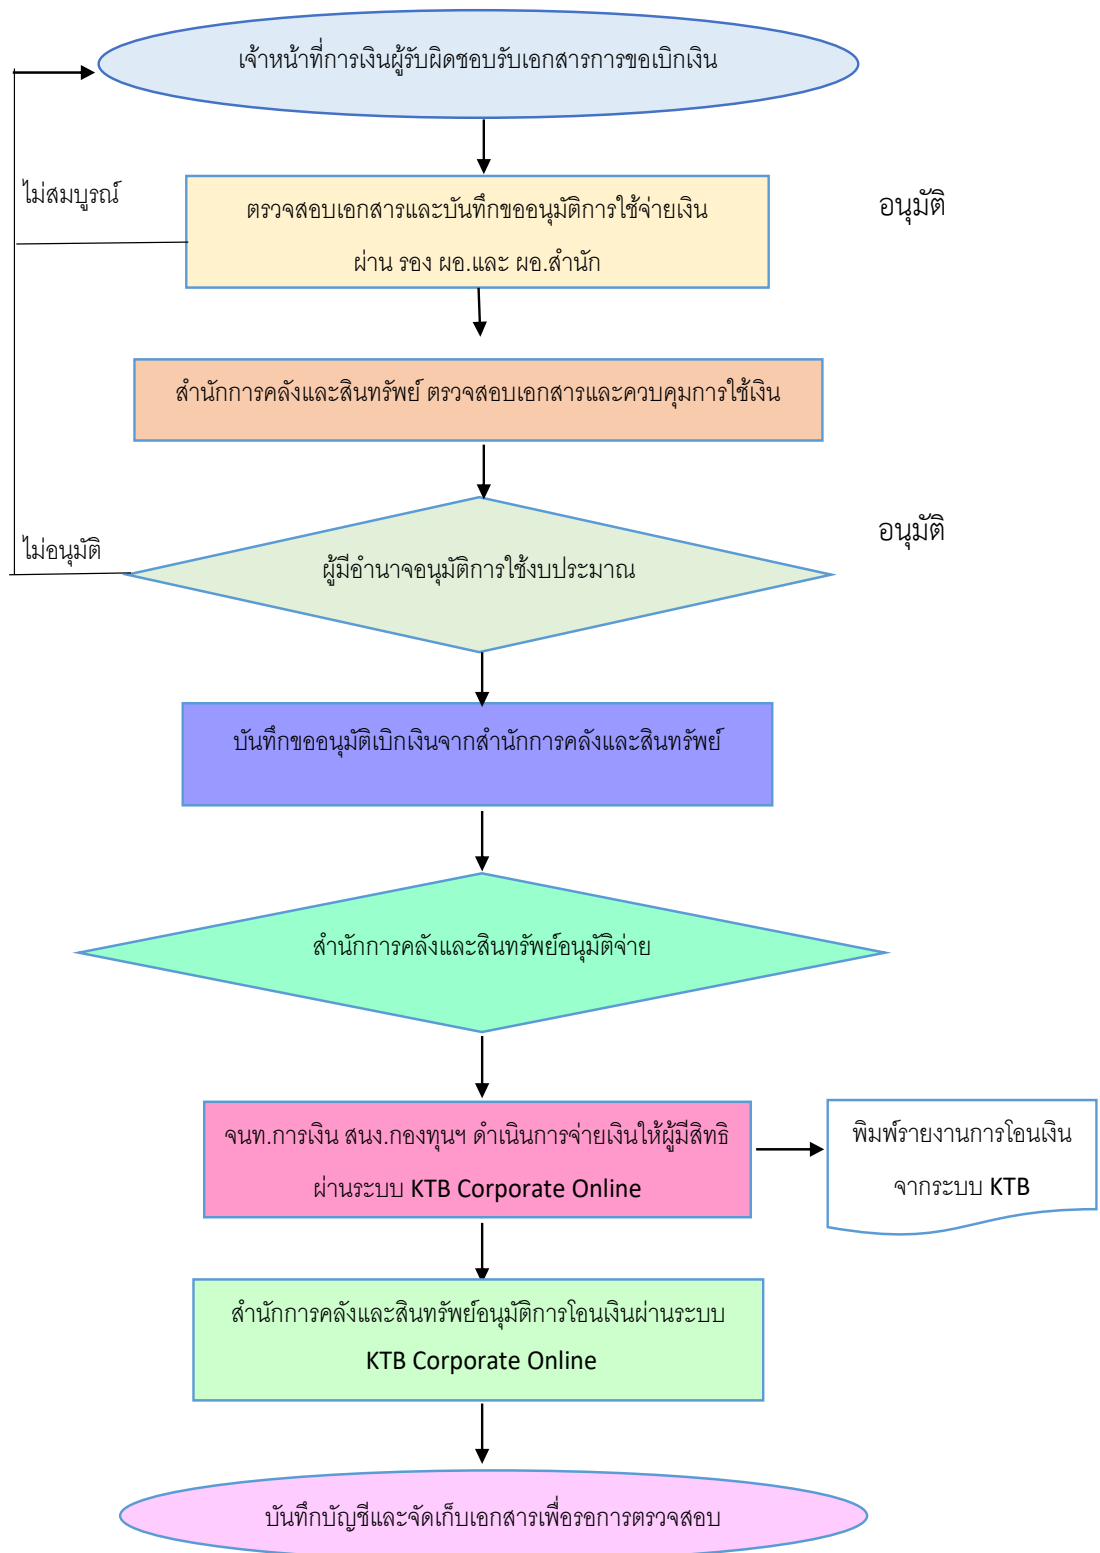 เจ้าหน้าที่การเงินผู้รับผิดชอบรับเอกสารการขอเบิกเงิน
ไม่สมบูรณ์
ตรวจสอบเอกสารและบันทึกขออนุมัติการใช้จ่ายเงิน
ผ่าน รอง ผอ.และ ผอ.สำนัก
อนุมัติ
สำนักการคลังและสินทรัพย์ ตรวจสอบเอกสารและควบคุมการใช้เงิน
อนุมัติ
ไม่อนุมัติ
ผู้มีอำนาจอนุมัติการใช้งบประมาณ
บันทึกขออนุมัติเบิกเงินจากสำนักการคลังและสินทรัพย์
สำนักการคลังและสินทรัพย์อนุมัติจ่าย
จนท.การเงิน สนง.กองทุนฯ ดำเนินการจ่ายเงินให้ผู้มีสิทธิ
ผ่านระบบ KTB Corporate Online
พิมพ์รายงานการโอนเงิน
จากระบบ KTB
สำนักการคลังและสินทรัพย์อนุมัติการโอนเงินผ่านระบบ
KTB Corporate Online
บันทึกบัญชีและจัดเก็บเอกสารเพื่อรอการตรวจสอบ